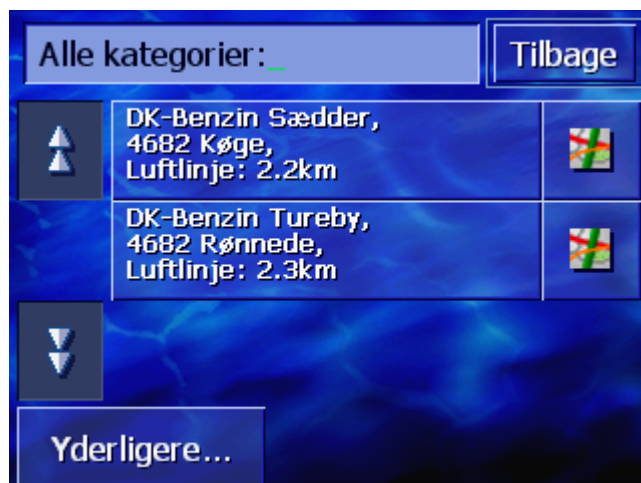 Alle kategorier:_
Tilbage
DK-Benzin Sædder,
4682 Køge,
Luftlinje: 2.2km
DK-Benzin Tureby,
4682 Rønnede,
Luftlinje: 2.3km
Yderligere...